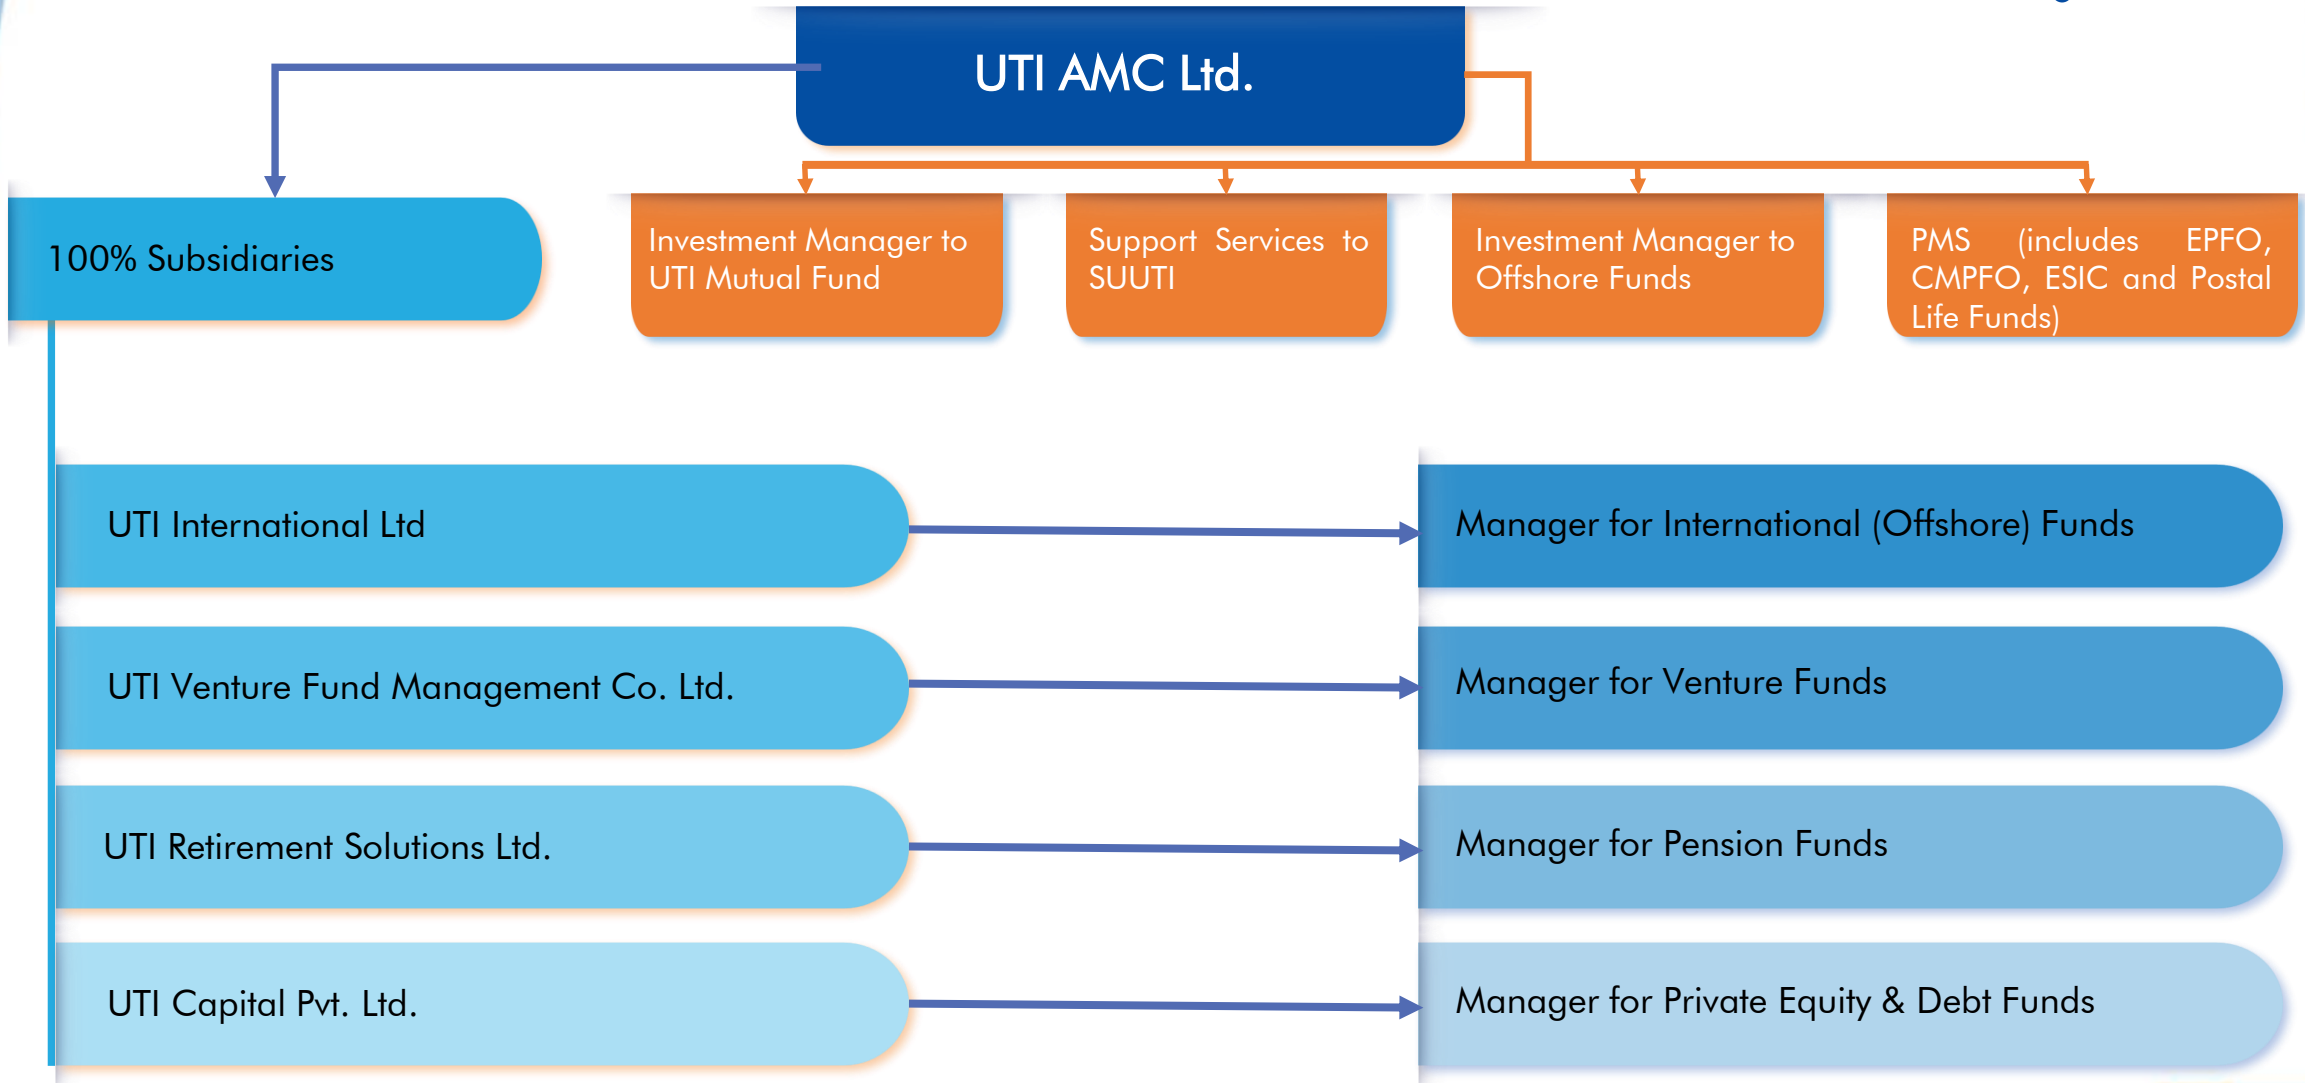 UTI AMC Ltd.
100% Subsidiaries
Investment Manager to
UTI Mutual Fund
Support Services to
SUUTI
Investment Manager to
Offshore Funds
PMS (includes EPFO,
CMPFO, ESIC and Postal
Life Funds)
UTI International Ltd
Manager for International (Offshore) Funds
UTI Venture Fund Management Co. Ltd.
Manager for Venture Funds
UTI Retirement Solutions Ltd.
Manager for Pension Funds
UTI Capital Pvt. Ltd.
Manager for Private Equity & Debt Funds